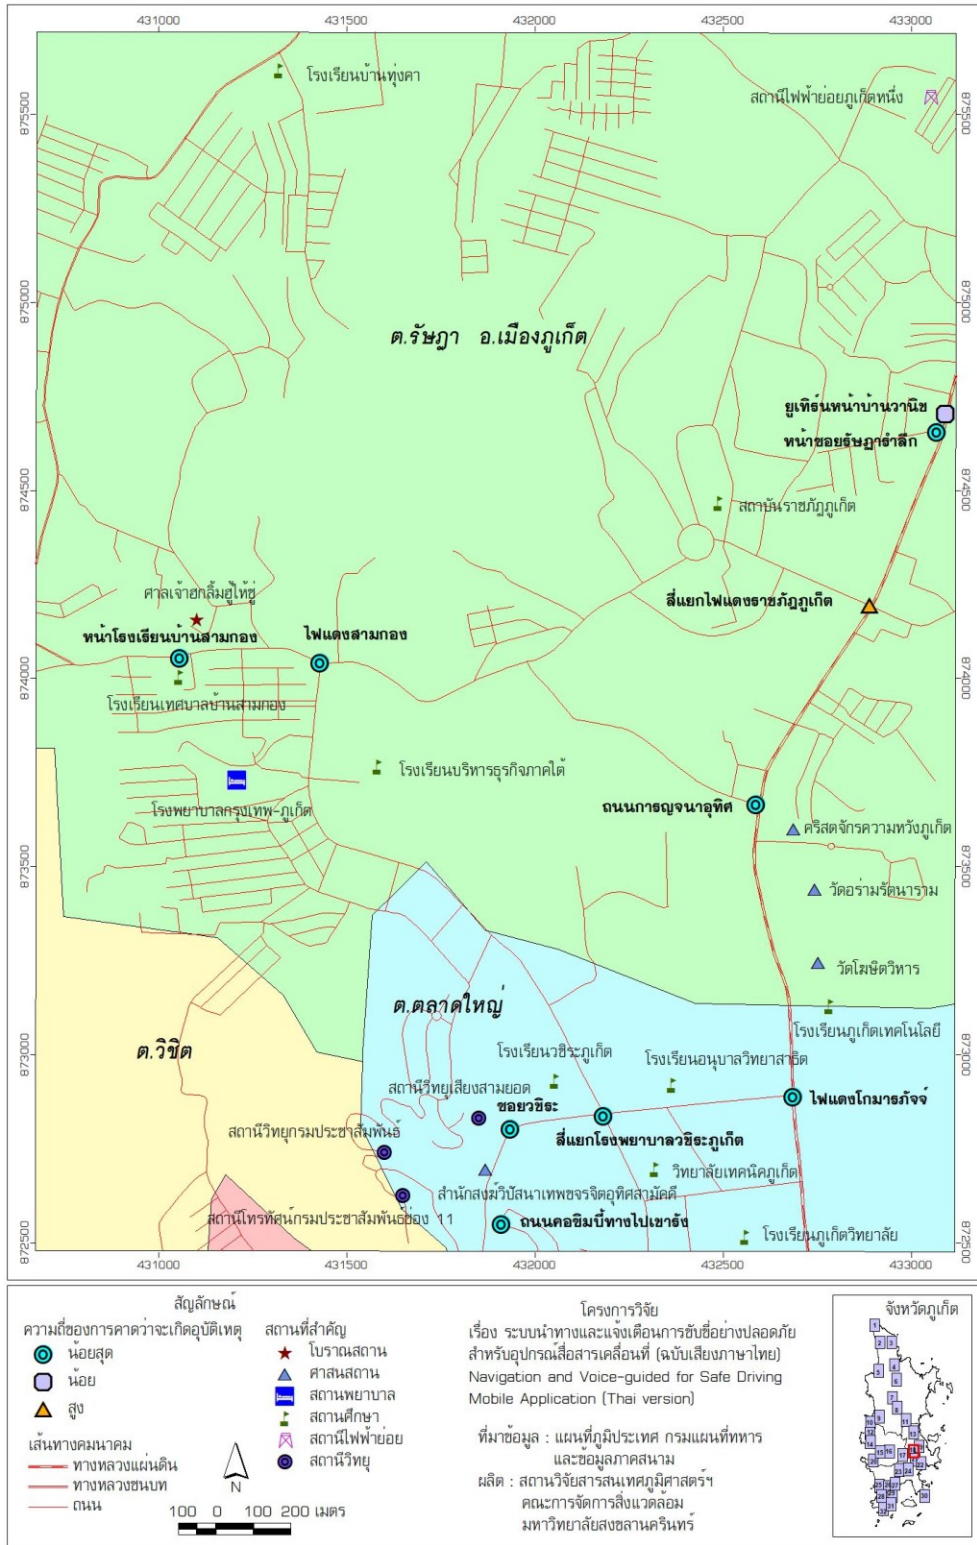 431000 431500 432000 432500 433000
โรงเรียนบ้านทุ่งคา
สถานีไฟฟ้าย่อยภูเก็ตหนึ่ง
875500 875500
875000 875000
ต.รัษฎา อ.เมืองภูเก็ต
ยูเทิร์นหน้าบ้านวานิช
หน้าซอยรัษฎารำลึก
874500 874500
สถาบันราชภัฏภูเก็ต
ศาลเจ้าฮกลิ้มฮู้ไท้ซู่
สี่แยกไฟแดงราชภัฏภูเก็ต
หน้าโรงเรียนบ้านสามกอง
ไฟแดงสามกอง
874000 874000
โรงเรียนเทศบาลบ้านสามกอง
โรงเรียนบริหารธุรกิจภาคใต้
โรงพยาบาลกรุงเทพ-ภูเก็ต
ถนนการญจนาอุทิศ
คริสตจักรความหวังภูเก็ต
873500 873500
วัดอร่ามรัตนาราม
วัดโฆษิตวิหาร
ต.ตลาดใหญ่
โรงเรียนภูเก็ตเทคโนโลยี
ต.วิชิต
873000 873000
โรงเรียนวชิระภูเก็ต
โรงเรียนอนุบาลวิทยาสาธิต
สถานีวิทยุเสียงสามยอด
ซอยวชิระ
ไฟแดงโกมารภัจจ์
สถานีวิทยุกรมประชาสัมพันธ์
สี่แยกโรงพยาบาลวชิระภูเก็ต
วิทยาลัยเทคนิคภูเก็ต
สำนักสงฆ์วิปัสนาเทพขจรจิตอุทิศสามัคคี
สถานีโทรทัศน์กรมประชาสัมพันธ์ช่อง 11
ถนนคอซิมบี้ทางไปเขารัง
โรงเรียนภูเก็ตวิทยาลัย
872500 872500
431000 431500 432000 432500 433000
สัญลักษณ์
ความถี่ของการคาดว่าจะเกิดอุบัติเหตุ
น้อยสุด
น้อย
สูง
เส้นทางคมนาคม
ทางหลวงแผ่นดิน
ทางหลวงชนบท
ถนน
สถานที่สำคัญ
โบราณสถาน
ศาสนสถาน
สถานพยาบาล
สถานศึกษา
สถานีไฟฟ้าย่อย
สถานีวิทยุ
N
100 0 100 200 เมตร
โครงการวิจัย
เรื่อง ระบบนำทางและแจ้งเตือนการขับขี่อย่างปลอดภัย
สำหรับอุปกรณ์สื่อสารเคลื่อนที่ (ฉบับเสียงภาษาไทย)
Navigation and Voice-guided for Safe Driving
Mobile Application (Thai version)
ที่มาข้อมูล : แผนที่ภูมิประเทศ กรมแผนที่ทหาร
และข้อมูลภาคสนาม
ผลิต : สถานวิจัยสารสนเทศภูมิศาสตร์ฯ
คณะการจัดการสิ่งแวดล้อม
มหาวิทยาลัยสงขลานครินทร์
จังหวัดภูเก็ต